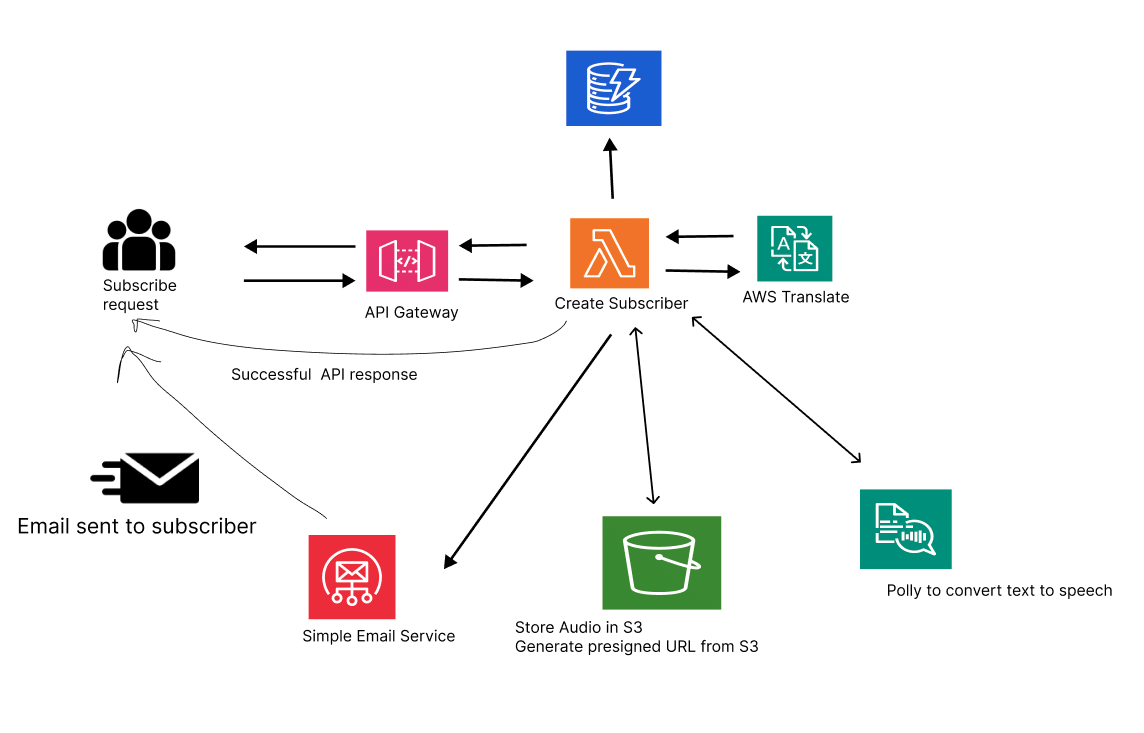 Subscribe
request
API Gateway
Create Subscriber
A
文
AWS Translate
</>
Successful API response
Email sent to subscriber
Simple Email Service
Store Audio in S3
Generate presigned URL from S3
Polly to convert text to speech